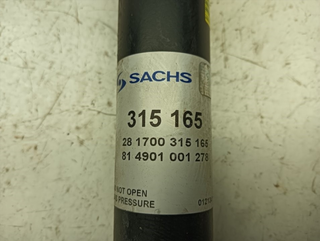 SACHS
315 165
28 1700 315 165
81 4901 001 278
NOT OPEN
PRESSURE